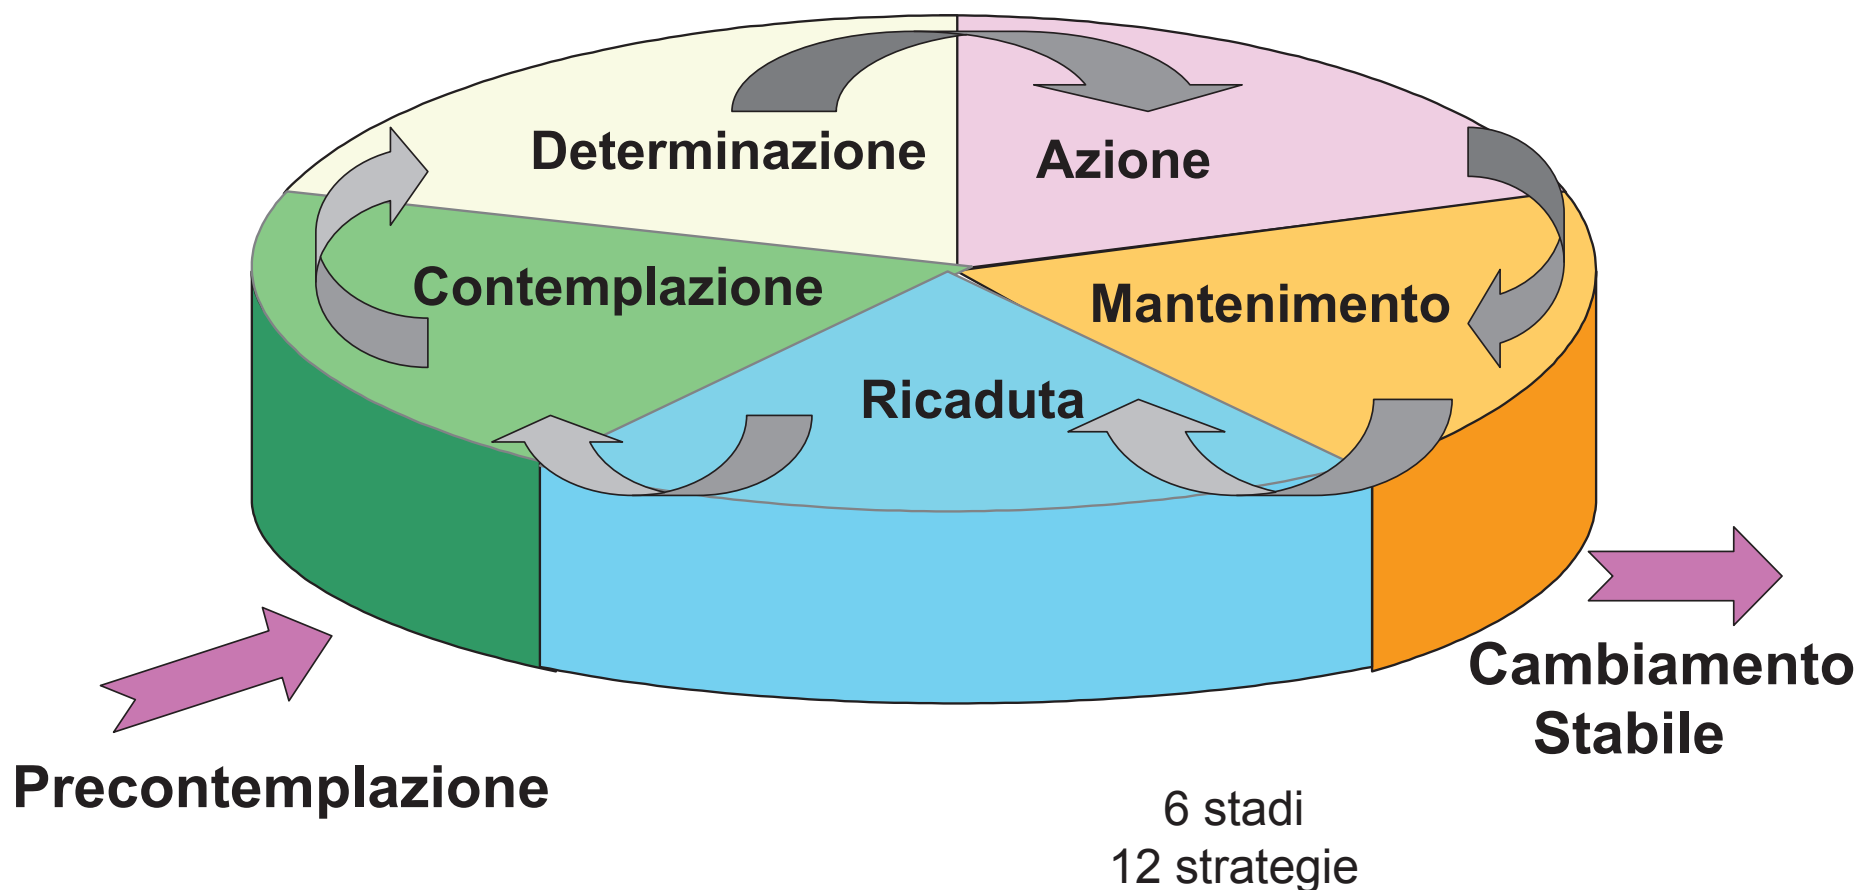 Determinazione
Azione
Contemplazione
Mantenimento
Ricaduta
Cambiamento
Stabile
Precontemplazione
6 stadi
12 strategie